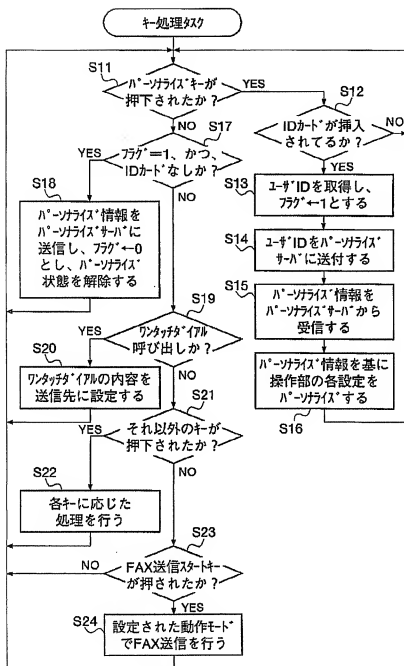 キー処理タスク
S11
パーソナライズキーが
押下されたか?
YES
NO
S12
IDカードが挿入
されてるか?
NO
YES
S13
ユーザIDを取得し、
フラグ←1とする
S14
ユーザIDをパーソナライズ
サーバに送付する
S15
パーソナライズ情報を
パーソナライズサーバから
受信する
パーソナライズ情報を基に
操作部の各設定を
パーソナライズする
S16
S17
フラグ=1、かつ、
IDカードなしか?
YES
NO
S18
パーソナライズ情報を
パーソナライズサーバに
送信し、フラグ←0
とし、パーソナライズ
状態を解除する
S19
ワンタッチダイアル
呼び出しか?
YES
NO
S20
ワンタッチダイアルの内容を
送信先に設定する
S21
それ以外のキーが
押下されたか?
YES
NO
S22
各キーに応じた
処理を行う
S23
FAX送信スタートキー
が押されたか?
NO
YES
S24
設定された動作モード
でFAX送信を行う